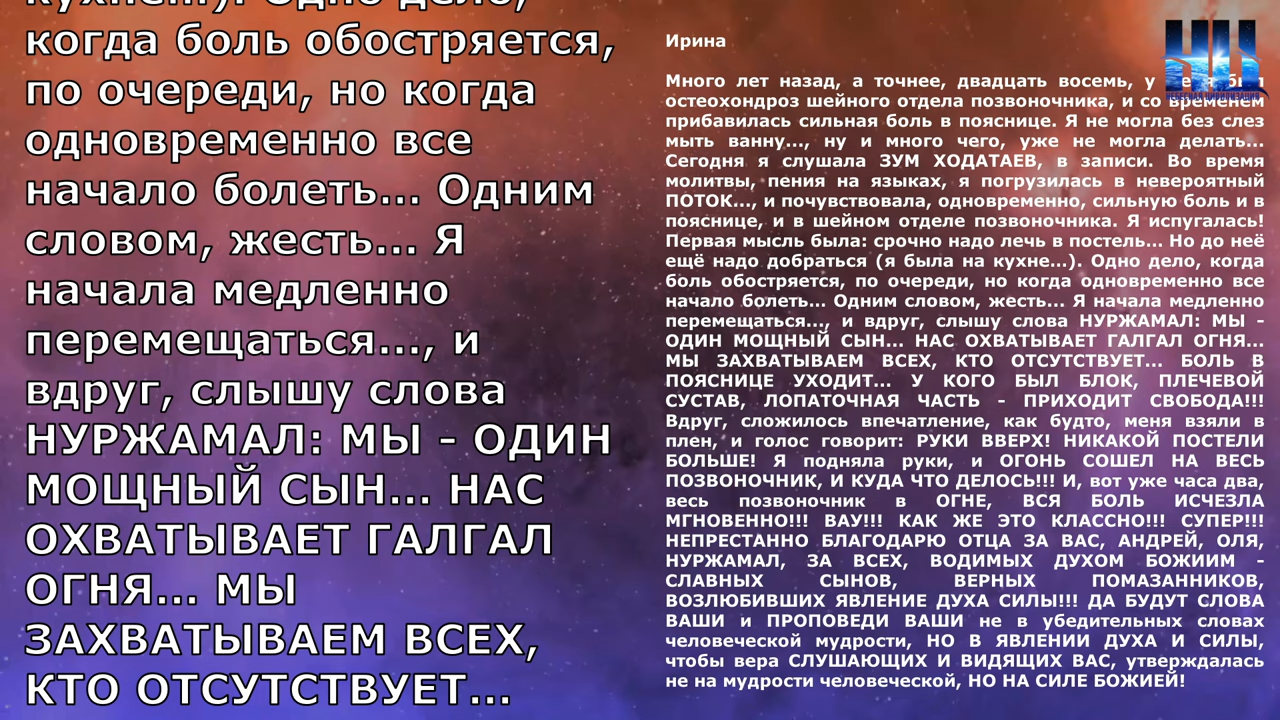 кухне...). Одно дело,
когда боль обостряется,
по очереди, но когда
одновременно все
начало болеть... Одним
словом, жесть... Я
начала медленно
перемещаться..., и
вдруг, слышу слова
НУРЖАМАЛ: МЫ – ОДИН
МОЩНЫЙ СЫН... НАС
ОХВАТЫВАЕТ ГАЛГАЛ
ОГНЯ... МЫ
ЗАХВАТЫВАЕМ ВСЕХ,
КТО ОТСУТСТВУЕТ...
Ирина
Много лет назад, а точнее, двадцать восемь, у меня был
остеохондроз шейного отдела позвоночника, и со временем
прибавилась сильная боль в пояснице. Я не могла без слез
мыть ванну..., ну и много чего, уже не могла делать...
Сегодня я слушала ЗУМ ХОДАТАЕВ, в записи. Во время
молитвы, пения на языках, я погрузилась в невероятный
ПОТОК..., и почувствовала, одновременно, сильную боль и в
пояснице, и в шейном отделе позвоночника. Я испугалась!
Первая мысль была: срочно надо лечь в постель... Но до неё
ещё надо добраться (я была на кухне...). Одно дело, когда
боль обостряется, по очереди, но когда одновременно все
начало болеть... Одним словом, жесть... Я начала медленно
перемещаться..., и вдруг, слышу слова НУРЖАМАЛ: МЫ –
ОДИН МОЩНЫЙ СЫН... НАС ОХВАТЫВАЕТ ГАЛГАЛ ОГНЯ...
МЫ ЗАХВАТЫВАЕМ ВСЕХ, КТО ОТСУТСТВУЕТ... БОЛЬ В
ПОЯСНИЦЕ УХОДИТ... У КОГО БЫЛ БЛОК, ПЛЕЧЕВОЙ
СУСТАВ, ЛОПАТОЧНАЯ ЧАСТЬ – ПРИХОДИТ СВОБОДА!!!
Вдруг, сложилось впечатление, как будто, меня взяли в
плен, и голос говорит: РУКИ ВВЕРХ! НИКАКОЙ ПОСТЕЛИ
БОЛЬШЕ! Я подняла руки, и ОГОНЬ СОШЕЛ НА ВЕСЬ
ПОЗВОНОЧНИК, И КУДА ЧТО ДЕЛОСЬ!!! И, вот уже часа два,
весь позвоночник в ОГНЕ, ВСЯ БОЛЬ ИСЧЕЗЛА
МГНОВЕННО!!! ВАУ!!! КАК ЖЕ ЭТО КЛАССНО!!! СУПЕР!!!
НЕПРЕСТАННО БЛАГОДАРЮ ОТЦА ЗА ВАС, АНДРЕЙ, ОЛЯ,
НУРЖАМАЛ, ЗА ВСЕХ, ВОДИМЫХ ДУХОМ БОЖИИМ –
СЛАВНЫХ СЫНОВ, ВЕРНЫХ ПОМАЗАННИКОВ,
ВОЗЛЮБИВШИХ ЯВЛЕНИЕ ДУХА СИЛЫ!!! ДА БУДУТ СЛОВА
ВАШИ и ПРОПОВЕДИ ВАШИ не в убедительных словах
человеческой мудрости, НО В ЯВЛЕНИИ ДУХА И СИЛЫ,
чтобы вера СЛУШАЮЩИХ И ВИДЯЩИХ ВАС, утверждалась
не на мудрости человеческой, НО НА СИЛЕ БОЖИЕЙ!
НЦ
НЕБЕСНАЯ ЦИВИЛИЗАЦИЯ